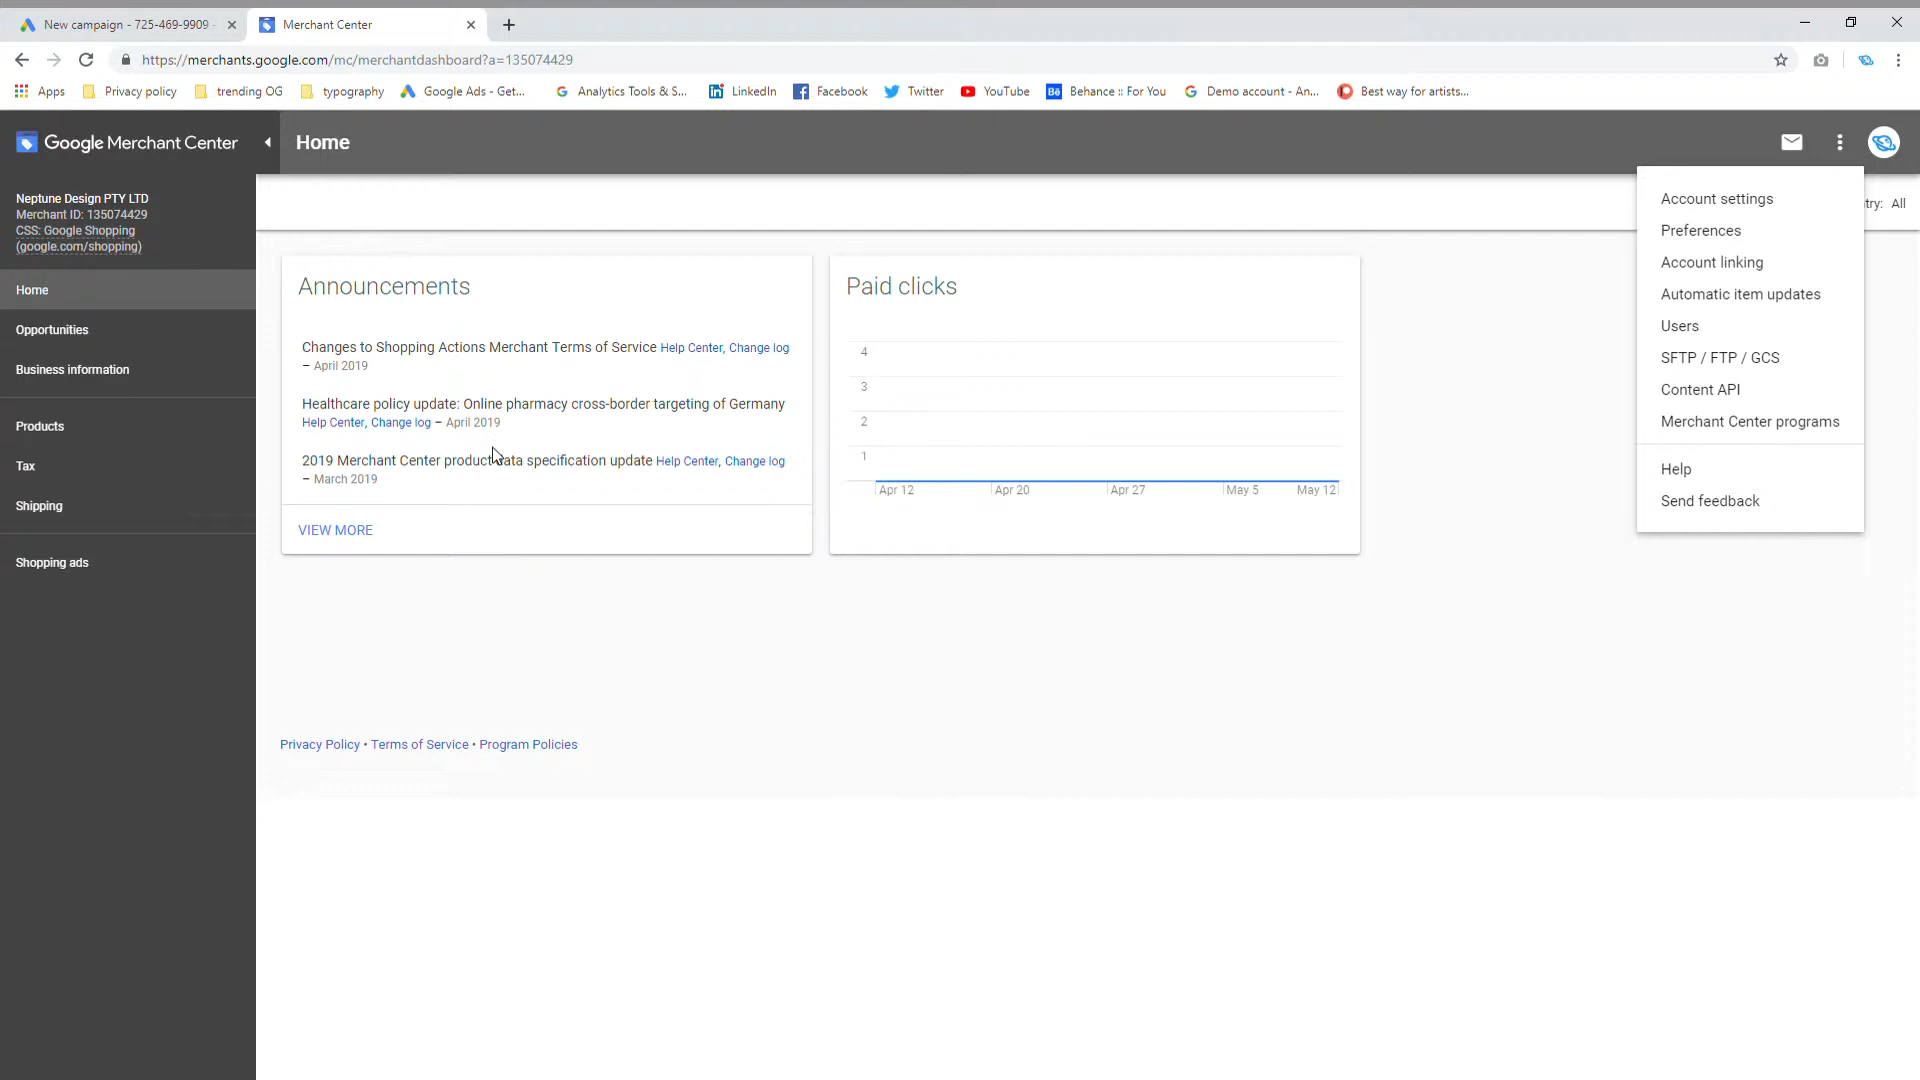 New campaign - 725-469-9909
Merchant Center
https://merchants.google.com/mc/merchantdashboard?a=135074429
Apps
Privacy policy
trending OG
typography
Google Ads - Get...
Analytics Tools & S...
LinkedIn
Facebook
Twitter
YouTube
Behance :: For You
Demo account - An...
Best way for artists...
Google Merchant Center
Home
Neptune Design PTY LTD
Merchant ID: 135074429
CSS: Google Shopping
(google.com/shopping)
Home
Opportunities
Business information
Products
Tax
Shipping
Shopping ads
Announcements
Changes to Shopping Actions Merchant Terms of Service Help Center, Change log
– April 2019
Healthcare policy update: Online pharmacy cross-border targeting of Germany
Help Center, Change log – April 2019
2019 Merchant Center product data specification update Help Center, Change log
– March 2019
VIEW MORE
Paid clicks
4
3
2
1
Apr 12
Apr 20
Apr 27
May 5
May 12
try: All
Account settings
Preferences
Account linking
Automatic item updates
Users
SFTP / FTP / GCS
Content API
Merchant Center programs
Help
Send feedback
Privacy Policy • Terms of Service • Program Policies